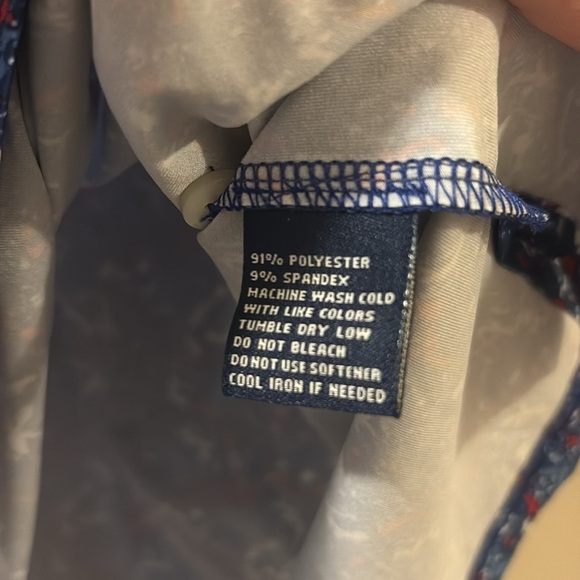 91% POLYESTER
9% SPANDEX
MACHINE WASH COLD
WITH LIKE COLORS
TUMBLE DRY LOW
DO NOT BLEACH
DO NOT USE SOFTENER
COOL IRON IF NEEDED